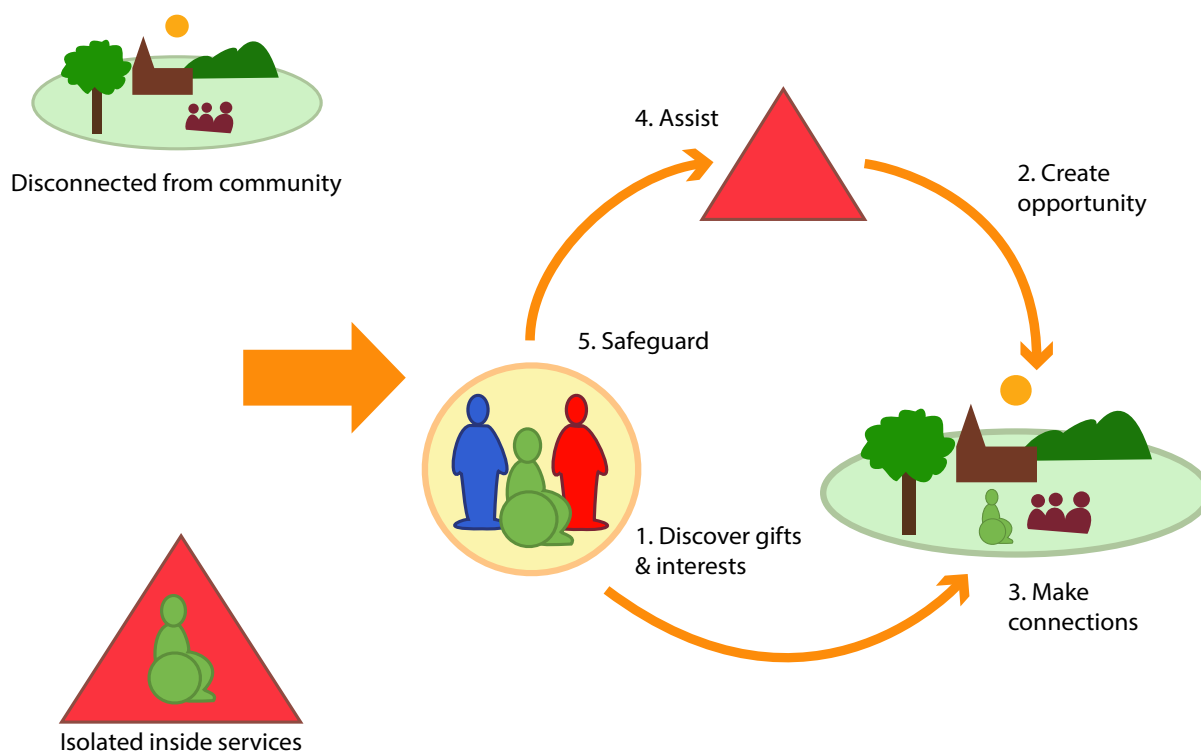 Disconnected from community
Isolated inside services
4. Assist
2. Create
opportunity
5. Safeguard
1. Discover gifts
& interests
3. Make
connections